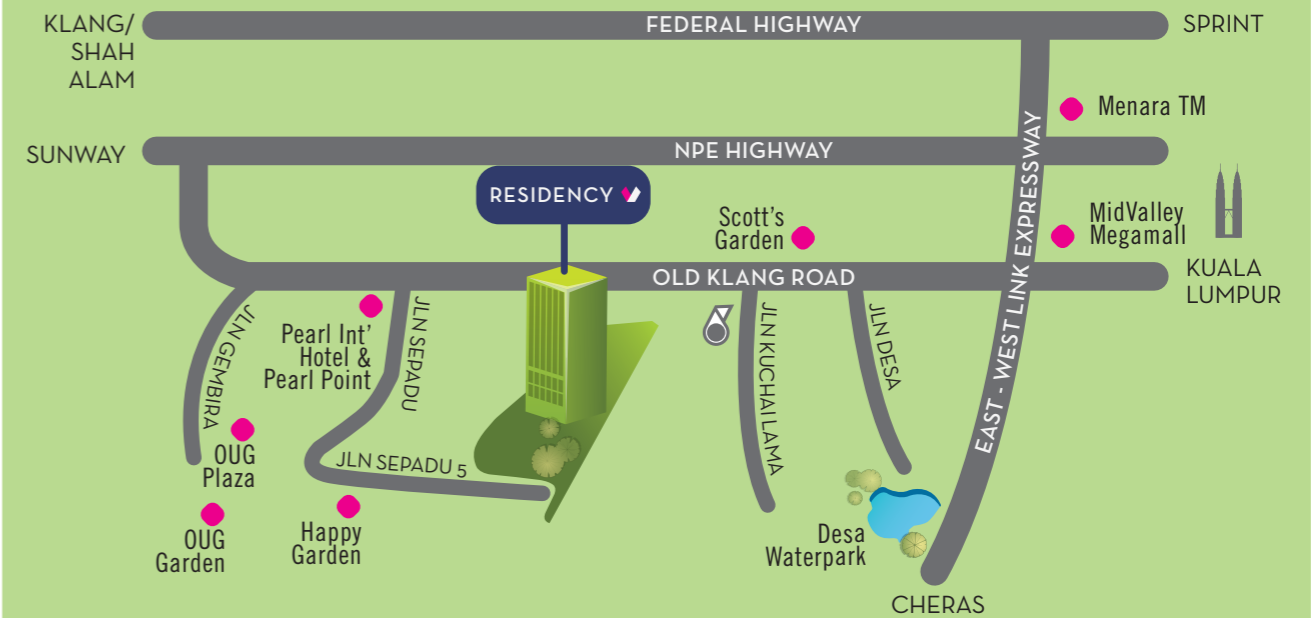 KLANG/
SHAH
ALAM
FEDERAL HIGHWAY
SPRINT
Menara TM
SUNWAY
NPE HIGHWAY
RESIDENCY
Scott's
Garden
MidValley
Megamall
EAST - WEST LINK EXPRESSWAY
OLD KLANG ROAD
KUALA
LUMPUR
JLN GEMBIRA
Pearl Int'
Hotel &
Pearl Point
JLN SEPADU
JLN KUCHAI LAMA
JLN DESA
OUG
Plaza
JLN SEPADU 5
OUG
Garden
Happy
Garden
Desa
Waterpark
CHERAS